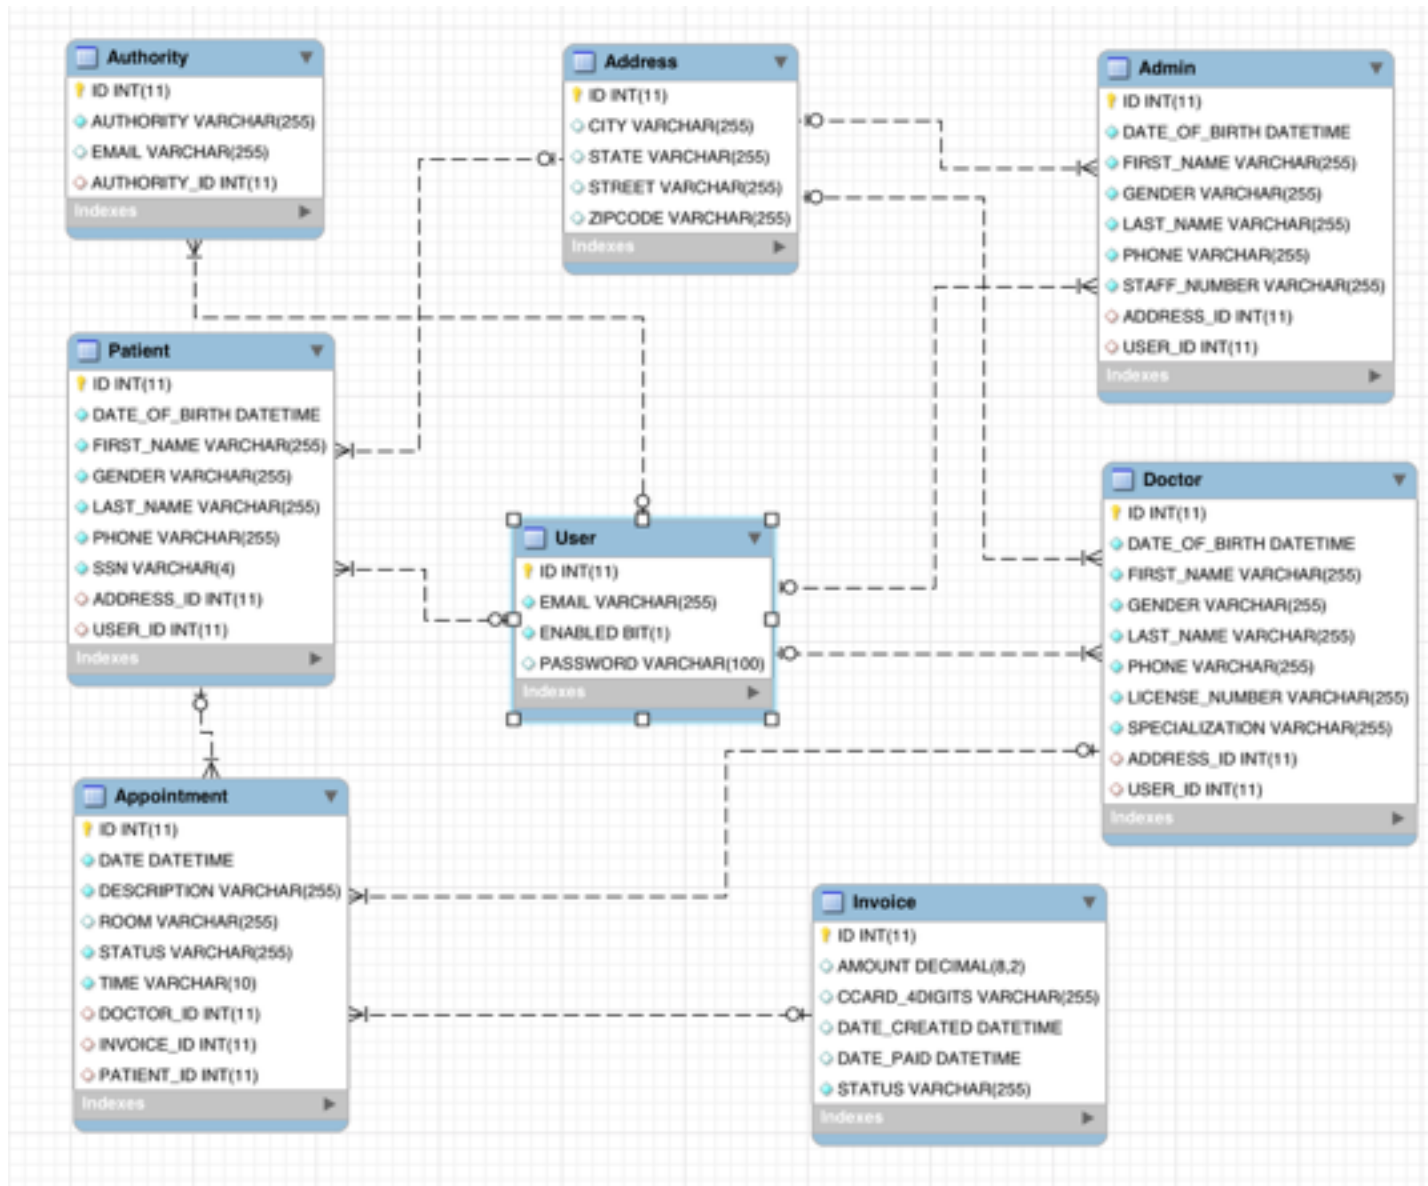 Authority
ID INT(11)
AUTHORITY VARCHAR(255)
EMAIL VARCHAR(255)
AUTHORITY_ID INT(11)
Indexes
Address
ID INT(11)
CITY VARCHAR(255)
STATE VARCHAR(255)
STREET VARCHAR(255)
ZIPCODE VARCHAR(255)
Indexes
Admin
ID INT(11)
DATE_OF_BIRTH DATETIME
FIRST_NAME VARCHAR(255)
GENDER VARCHAR(255)
LAST_NAME VARCHAR(255)
PHONE VARCHAR(255)
STAFF_NUMBER VARCHAR(255)
ADDRESS_ID INT(11)
USER_ID INT(11)
Indexes
Patient
ID INT(11)
DATE_OF_BIRTH DATETIME
FIRST_NAME VARCHAR(255)
GENDER VARCHAR(255)
LAST_NAME VARCHAR(255)
PHONE VARCHAR(255)
SSN VARCHAR(4)
ADDRESS_ID INT(11)
USER_ID INT(11)
Indexes
User
ID INT(11)
EMAIL VARCHAR(255)
ENABLED BIT(1)
PASSWORD VARCHAR(100)
Indexes
Doctor
ID INT(11)
DATE_OF_BIRTH DATETIME
FIRST_NAME VARCHAR(255)
GENDER VARCHAR(255)
LAST_NAME VARCHAR(255)
PHONE VARCHAR(255)
LICENSE_NUMBER VARCHAR(255)
SPECIALIZATION VARCHAR(255)
ADDRESS_ID INT(11)
USER_ID INT(11)
Indexes
Appointment
ID INT(11)
DATE DATETIME
DESCRIPTION VARCHAR(255)
ROOM VARCHAR(255)
STATUS VARCHAR(255)
TIME VARCHAR(10)
DOCTOR_ID INT(11)
INVOICE_ID INT(11)
PATIENT_ID INT(11)
Indexes
Invoice
ID INT(11)
AMOUNT DECIMAL(8,2)
CCARD_4DIGITS VARCHAR(255)
DATE_CREATED DATETIME
DATE_PAID DATETIME
STATUS VARCHAR(255)
Indexes